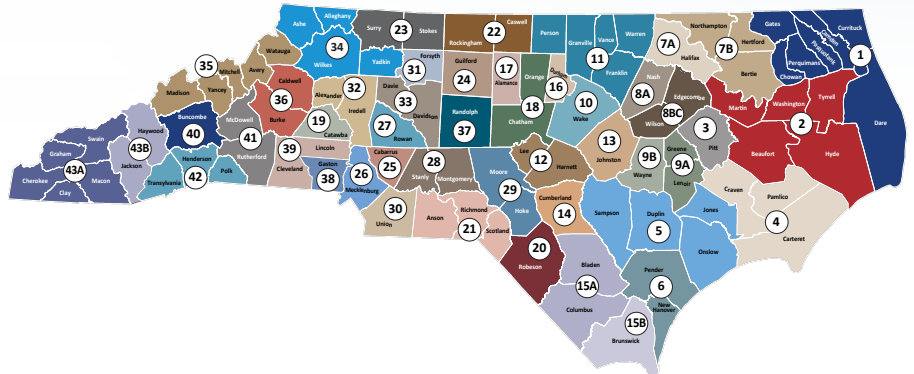 Ashe
Alleghany
Surry
23
Stokes
Rockingham
22
Caswell
Person
Granville
Vance
Warren
11
Franklin
Northampton
7A
Halifax
7B
Hertford
Bertie
Gates
Currituck
Camden
Pasquotank
Perquimans
Chowan
1
Dare
Watauga
34
Wilkes
Yadkin
Forsyth
31
Guilford
24
17
Alamance
Orange
Durham
16
18
Chatham
10
Wake
Nash
8A
Edgecombe
8BC
Wilson
Martin
Washington
Tyrrell
2
Beaufort
Hyde
35
Mitchell
Avery
Madison
Yancey
Caldwell
36
Burke
Alexander
32
Iredell
Davie
33
Davidson
Randolph
37
19
Catawba
27
Rowan
13
Johnston
3
Pitt
9B
Wayne
Greene
9A
Lenoir
Craven
Pamlico
4
Carteret
Swain
Graham
43A
Cherokee
Clay
Macon
Haywood
43B
Jackson
Buncombe
40
McDowell
41
Rutherford
Henderson
42
Transylvania
Polk
39
Lincoln
Cleveland
Gaston
38
26
Mecklenburg
Cabarrus
25
28
Stanly
Montgomery
Moore
29
Hoke
Lee
12
Harnett
Cumberland
14
Sampson
Duplin
5
Jones
Onslow
30
Union
Anson
Richmond
21
Scotland
20
Robeson
Bladen
15A
Columbus
Pender
6
New
Hanover
15B
Brunswick